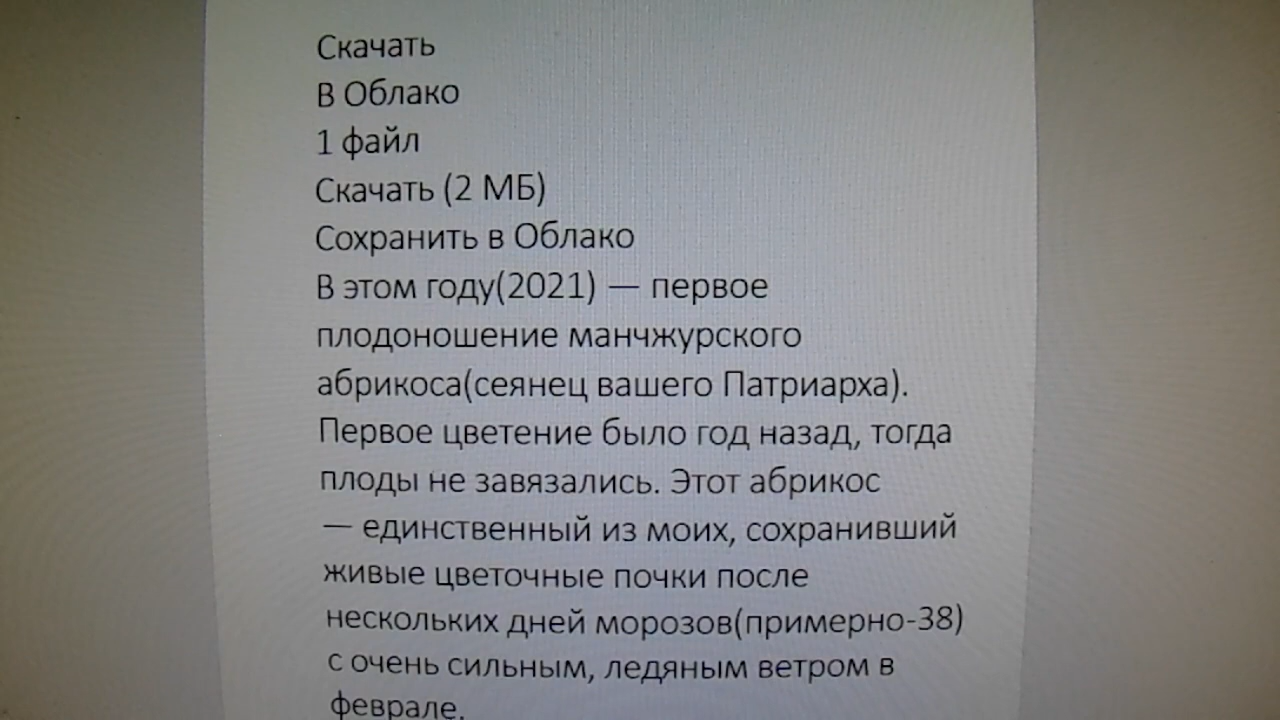 Скачать
В Облако
1 файл
Скачать (2 МБ)
Сохранить в Облако
В этом году(2021) — первое
плодоношение манчжурского
абрикоса(сеянец вашего Патриарха).
Первое цветение было год назад, тогда
плоды не завязались. Этот абрикос
— единственный из моих, сохранивший
живые цветочные почки после
нескольких дней морозов(примерно-38)
с очень сильным, ледяным ветром в
феврале.